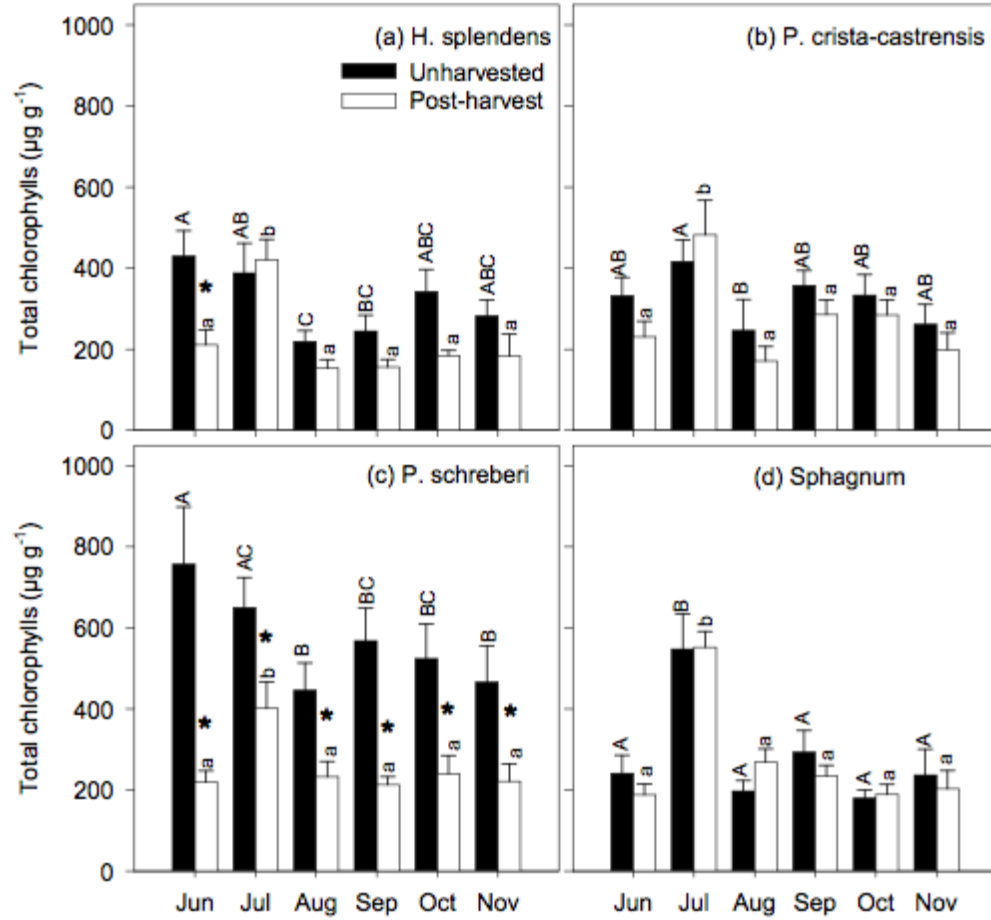 1000
800
600
400
200
0
Total chlorophylls (µg g⁻¹)
(a) H. splendens
Unharvested
Post-harvest
A
AB
C
BC
ABC
ABC
*
a
b
a
a
a
a
(b) P. crista-castrensis
AB
A
B
AB
AB
AB
a
b
a
a
a
a
1000
800
600
400
200
0
Total chlorophylls (µg g⁻¹)
(c) P. schreberi
A
AC
B
BC
BC
B
*
*
*
*
*
*
a
b
a
a
a
a
Jun Jul Aug Sep Oct Nov
(d) Sphagnum
A
B
A
A
A
A
a
b
a
a
a
a
Jun Jul Aug Sep Oct Nov